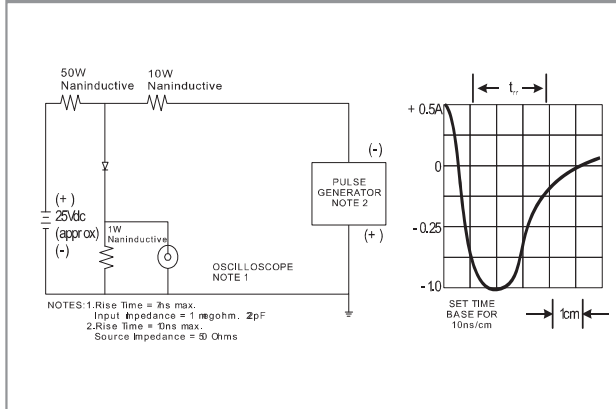 50W
Naninductive
10W
Naninductive
(+)
25Vdc
(approx)
(-)
1W
Naninductive
OSCILLOSCOPE
NOTE 1
(-)
PULSE
GENERATOR
NOTE 2
(+)
NOTES:1.Rise Time = 7ns max.
Input Impedance = 1 megohm. 22pF
2.Rise Time = 10ns max.
Source Impedance = 50 Ohms
trr
+ 0.5A
0
- 0.25
- 1.0
SET TIME
BASE FOR
10ns/cm
1cm